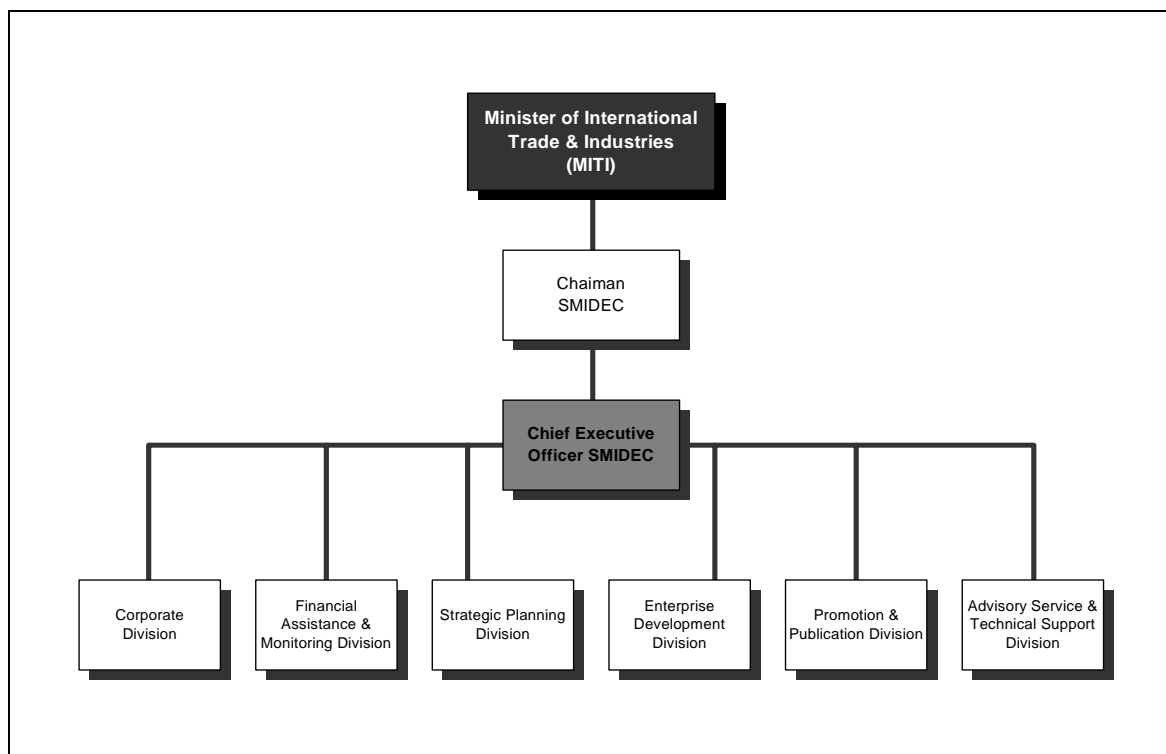 Minister of International
Trade & Industries
(MITI)
Chaiman
SMIDEC
Chief Executive
Officer SMIDEC
Corporate
Division
Financial
Assistance &
Monitoring Division
Strategic Planning
Division
Enterprise
Development
Division
Promotion &
Publication Division
Advisory Service &
Technical Support
Division